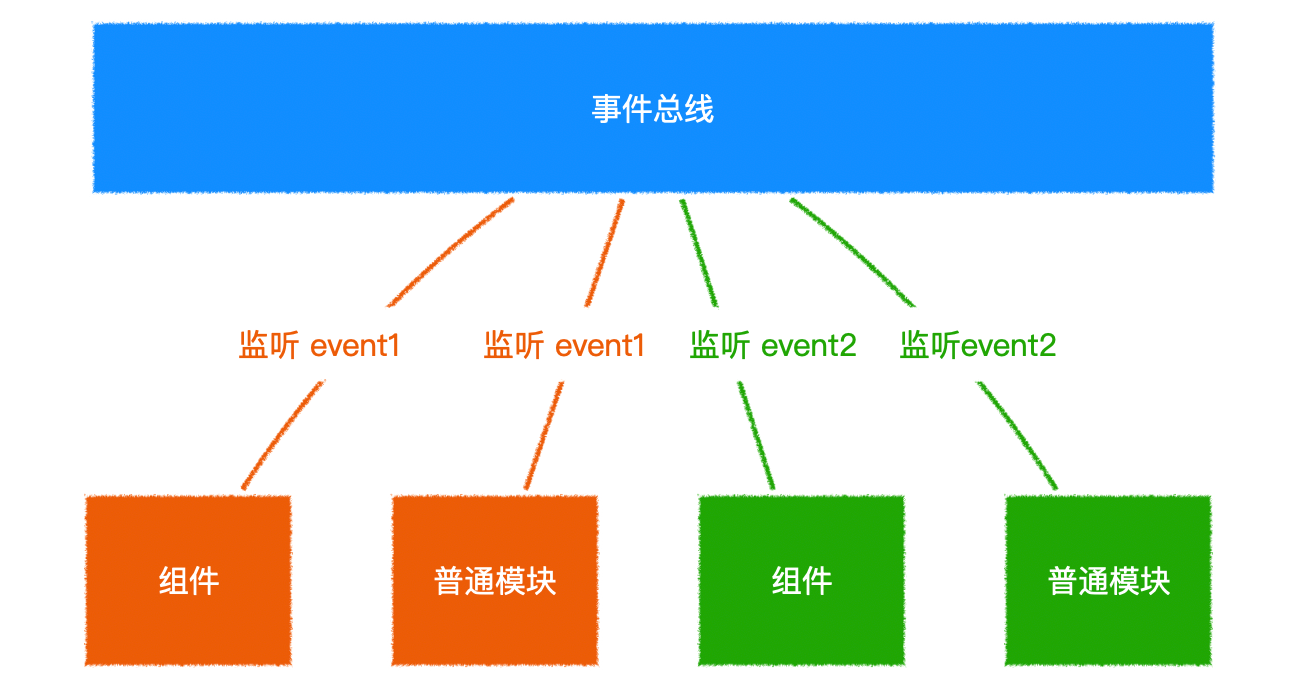 事件总线
监听 event1
监听 event1
监听 event2
监听event2
组件
普通模块
组件
普通模块